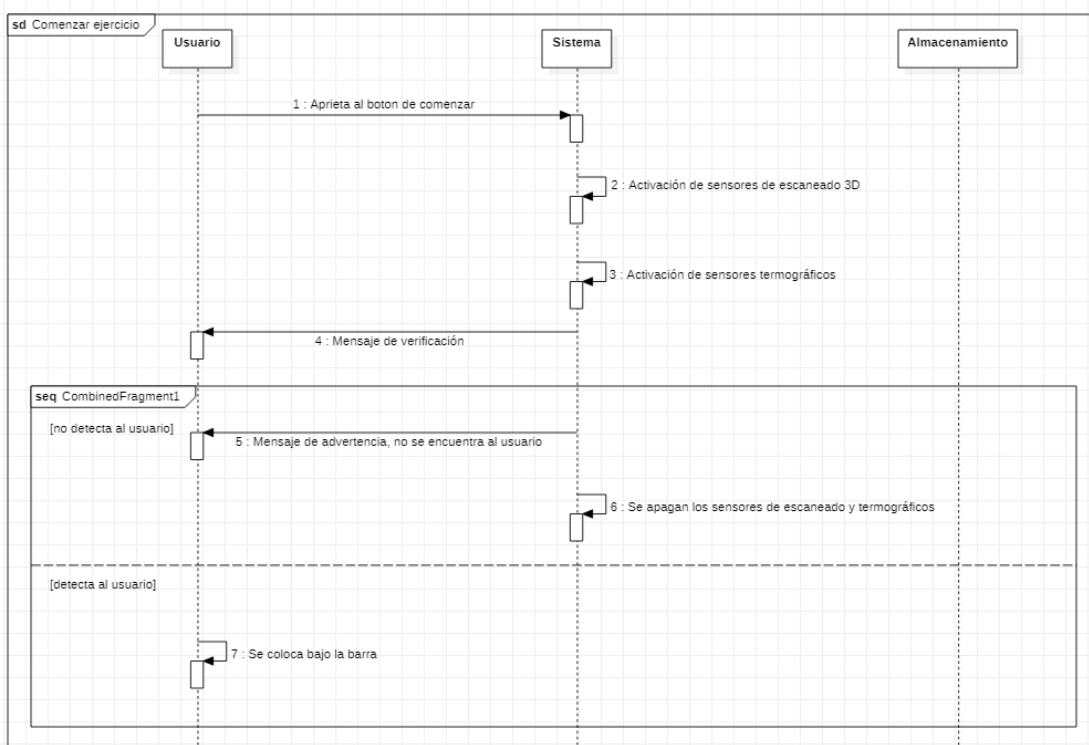 sd Comenzar ejercicio
Usuario
Sistema
Almacenamiento
1 : Aprieta al boton de comenzar
2 : Activación de sensores de escaneado 3D
3 : Activación de sensores termográficos
4 : Mensaje de verificación
seq CombinedFragment1
[no detecta al usuario]
5 : Mensaje de advertencia, no se encuentra al usuario
6 : Se apagan los sensores de escaneado y termográficos
[detecta al usuario]
7 : Se coloca bajo la barra